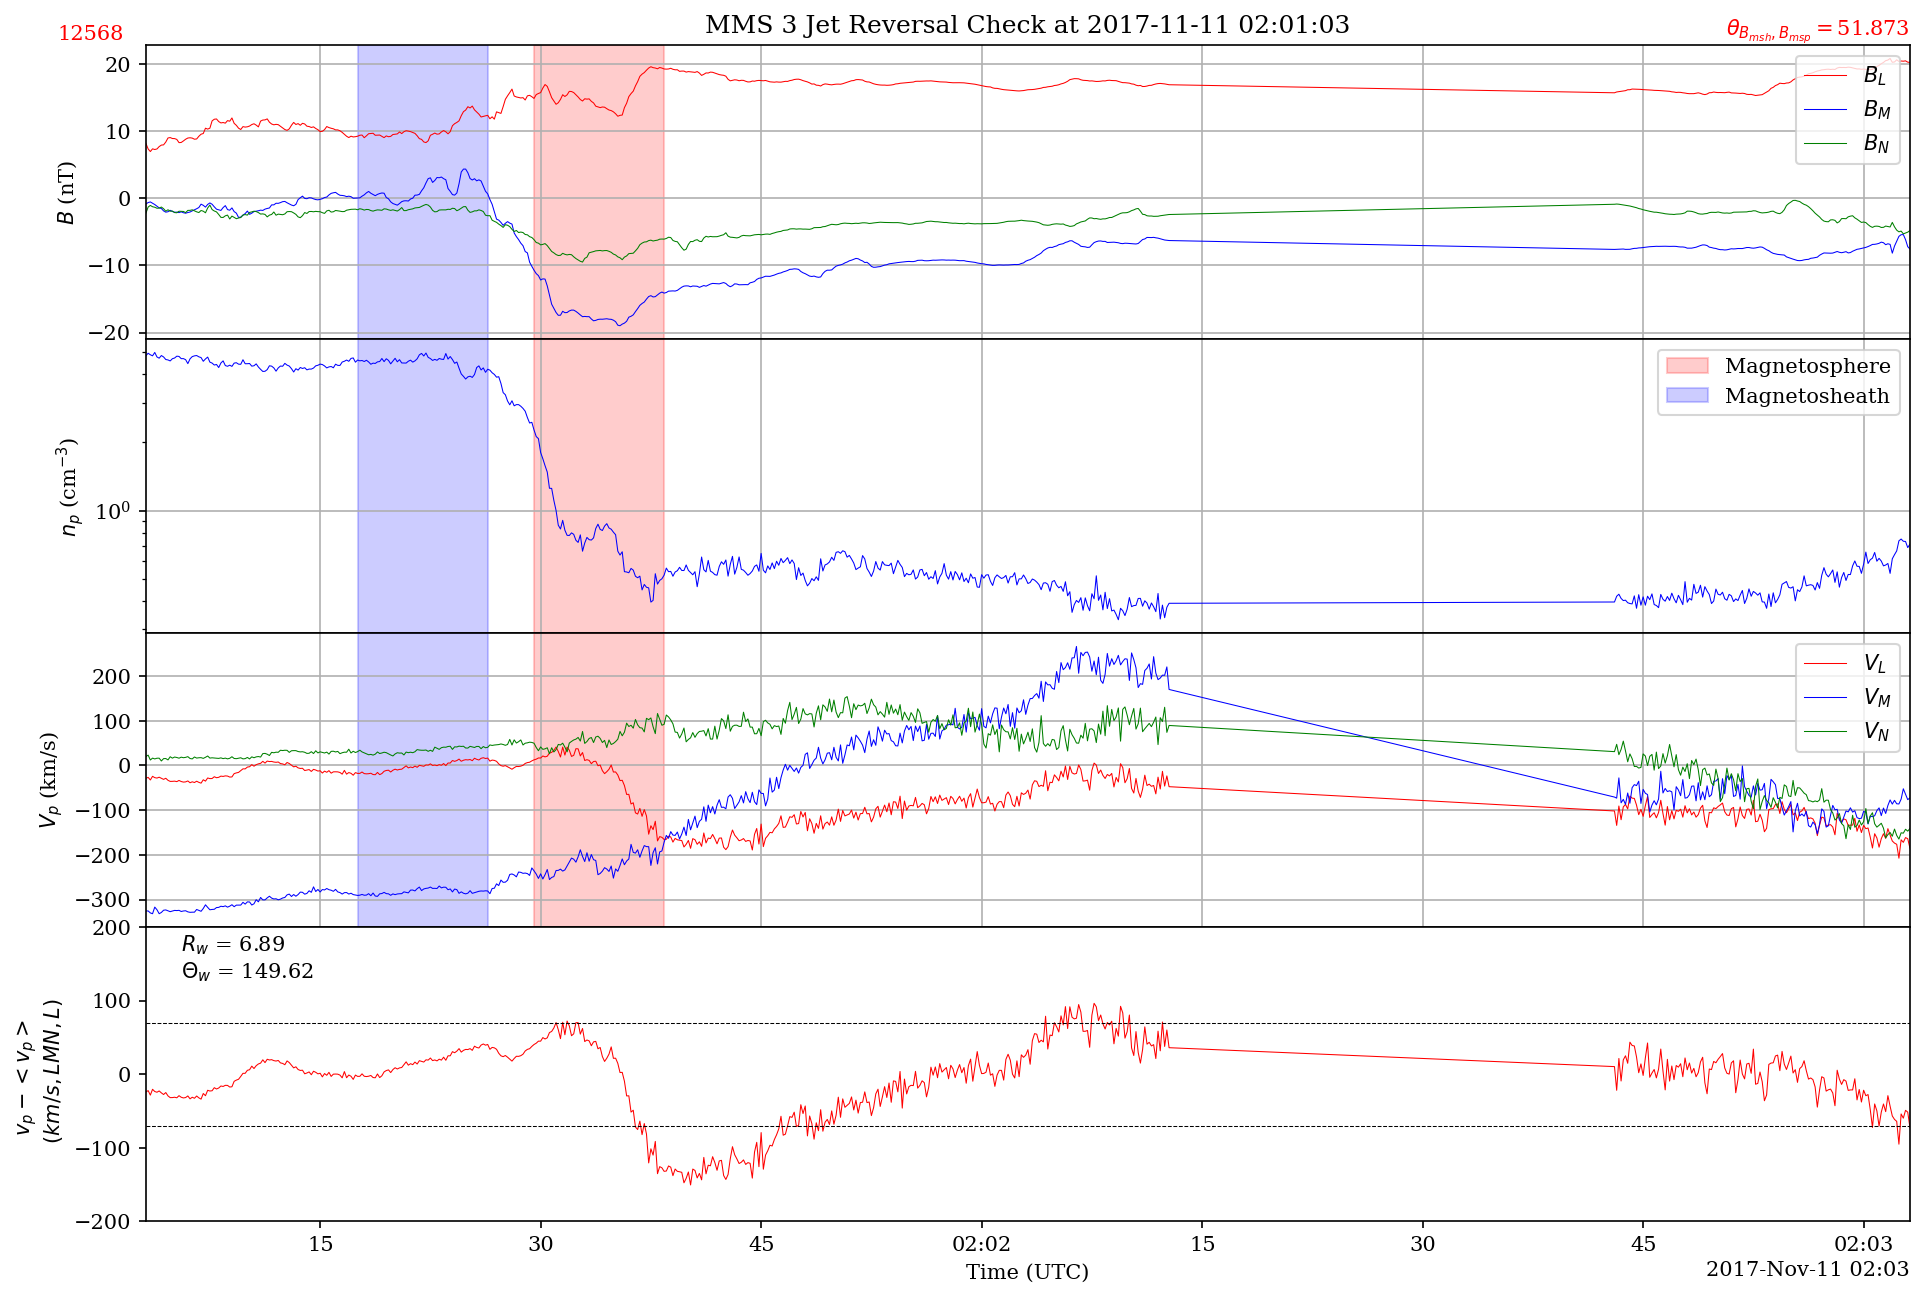 MMS 3 Jet Reversal Check at 2017-11-11 02:01:03
12568
θ_{B_{msh}, B_{msp}} = 51.873
B (nT)
20
10
0
−10
−20
B_L
B_M
B_N
n_p (cm^{−3})
10^0
Magnetosphere
Magnetosheath
V_p (km/s)
200
100
0
−100
−200
−300
V_L
V_M
V_N
v_p − < v_p >
(km/s, LMN, L)
200
100
0
−100
−200
R_w = 6.89
Θ_w = 149.62
15
30
45
02:02
15
30
45
02:03
Time (UTC)
2017-Nov-11 02:03